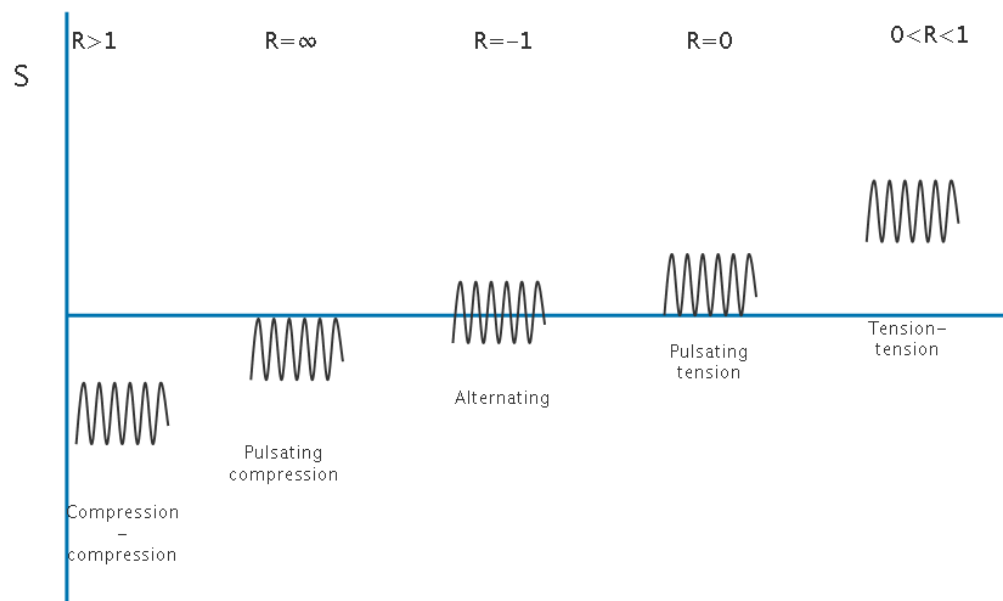 R>1
R=∞
R=–1
R=0
0<R<1
S
Tension–
tension
Pulsating
tension
Alternating
Pulsating
compression
Compression
–
compression